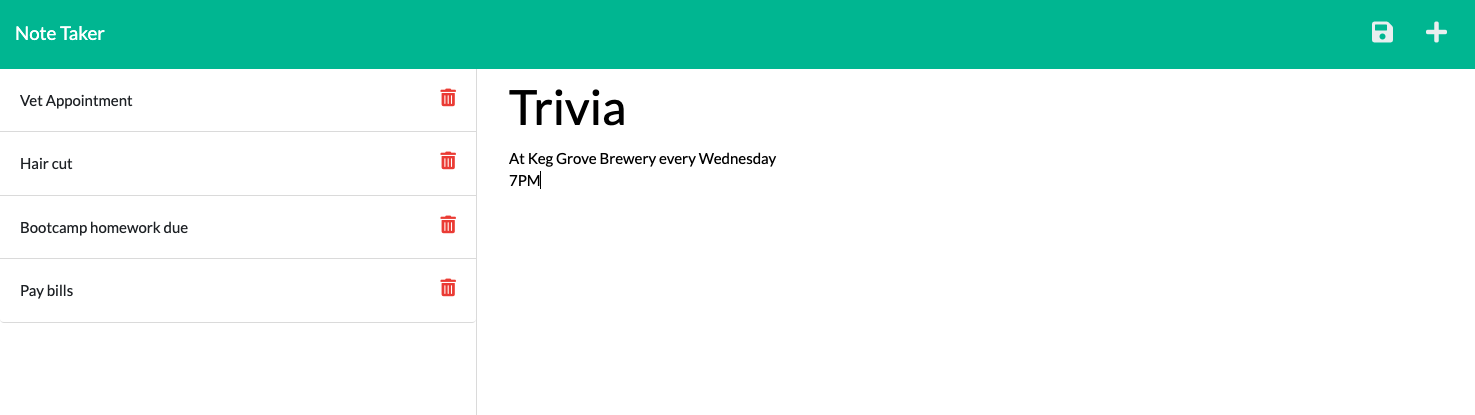 Note Taker
Vet Appointment
Hair cut
Bootcamp homework due
Pay bills
Trivia
At Keg Grove Brewery every Wednesday
7PM